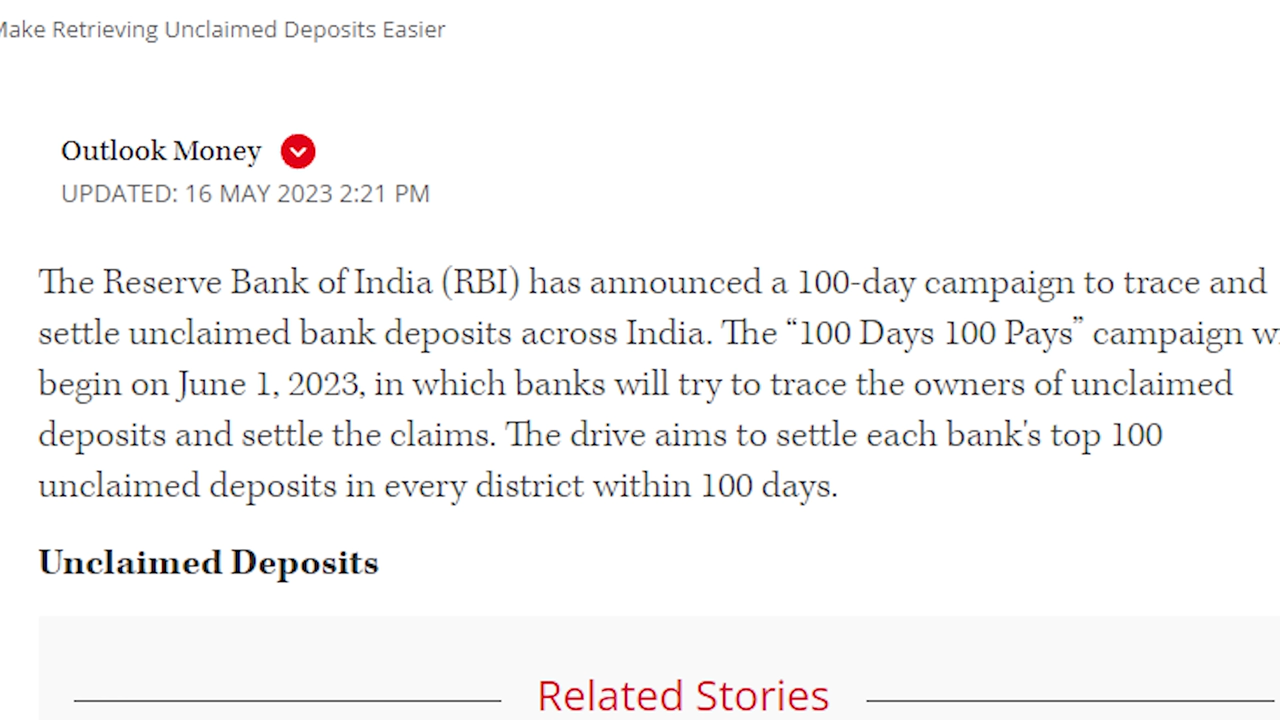 Make Retrieving Unclaimed Deposits Easier
Outlook Money
UPDATED: 16 MAY 2023 2:21 PM
The Reserve Bank of India (RBI) has announced a 100-day campaign to trace and
settle unclaimed bank deposits across India. The “100 Days 100 Pays” campaign
begin on June 1, 2023, in which banks will try to trace the owners of unclaimed
deposits and settle the claims. The drive aims to settle each bank's top 100
unclaimed deposits in every district within 100 days.
Unclaimed Deposits
Related Stories